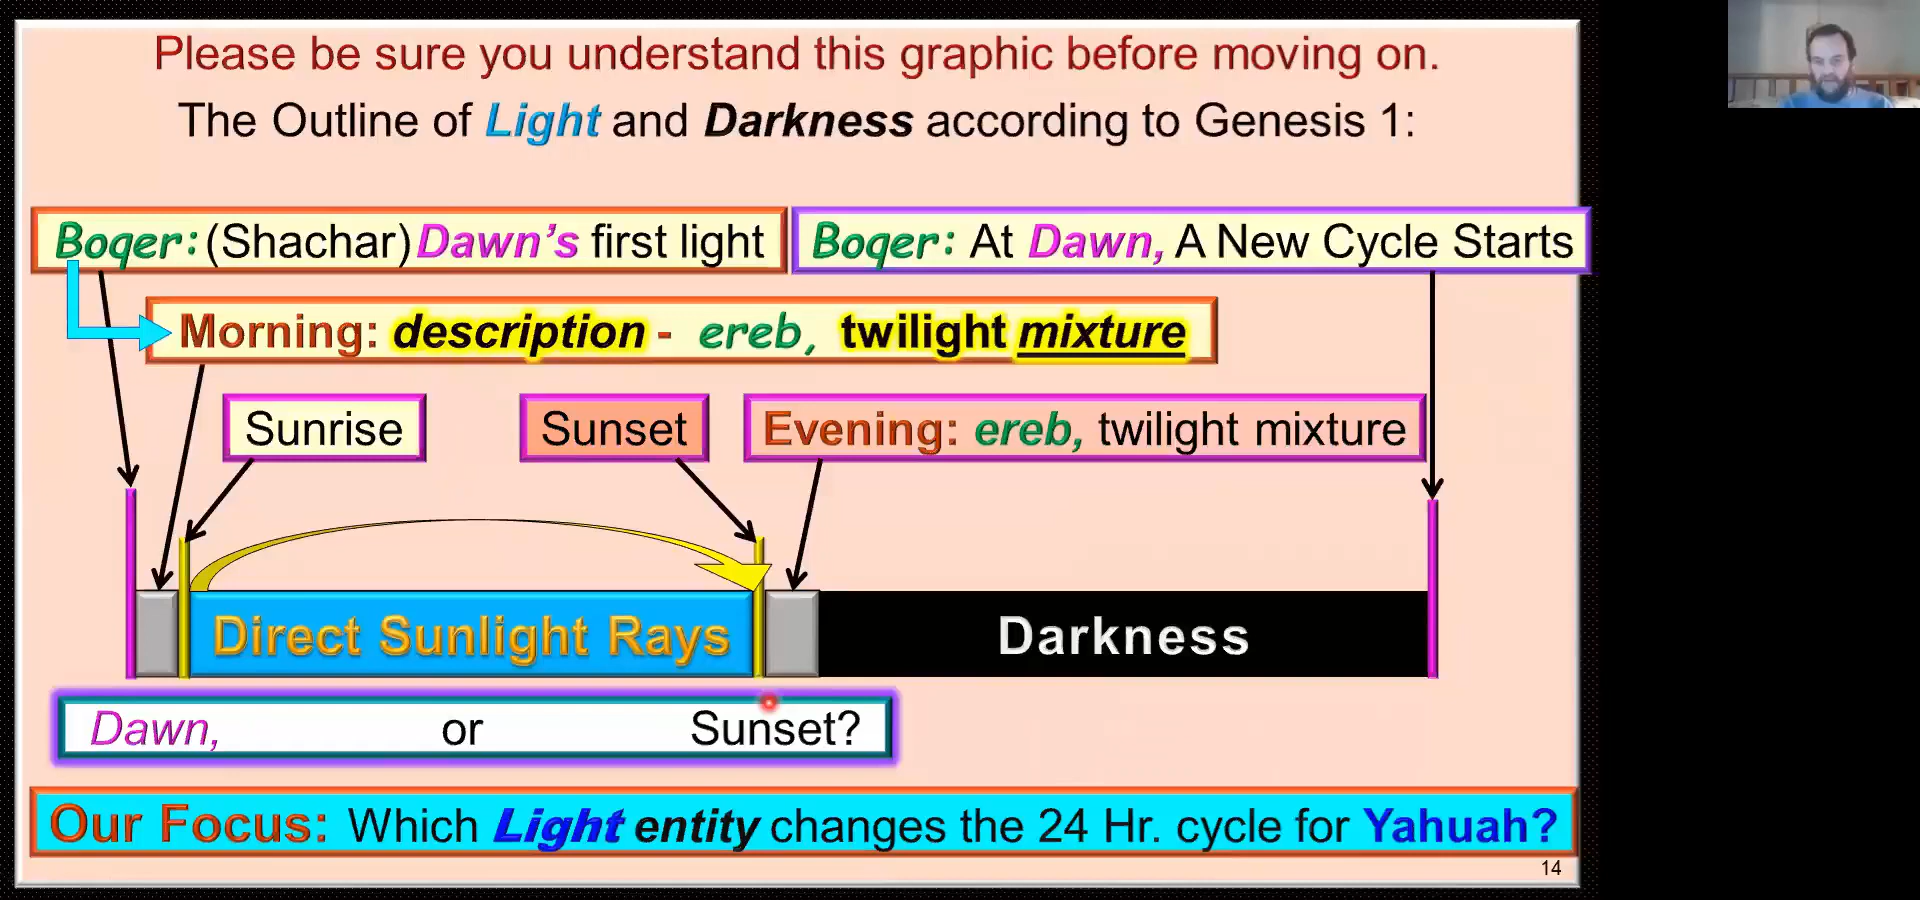 Please be sure you understand this graphic before moving on.
The Outline of Light and Darkness according to Genesis 1:
Boqer: (Shachar) Dawn's first light
Boqer: At Dawn, A New Cycle Starts
Morning: description - ereb, twilight mixture
Sunrise
Sunset
Evening: ereb, twilight mixture
Direct Sunlight Rays
Darkness
Dawn, or Sunset?
Our Focus: Which Light entity changes the 24 Hr. cycle for Yahuah?
14